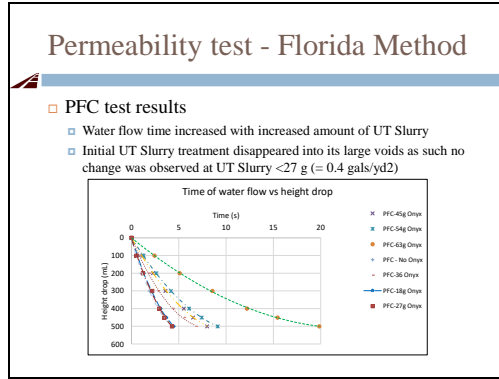 Permeability test - Florida Method
PFC test results
Water flow time increased with increased amount of UT Slurry
Initial UT Slurry treatment disappeared into its large voids as such no
change was observed at UT Slurry <27 g (= 0.4 gals/yd2)
Time of water flow vs height drop
Time (s)
0 5 10 15 20
0
100
200
300
400
500
600
Height drop (mL)
PFC-45g Onyx
PFC-54g Onyx
PFC-63g Onyx
PFC - No Onyx
PFC-36 Onyx
PFC-18g Onyx
PFC-27g Onyx